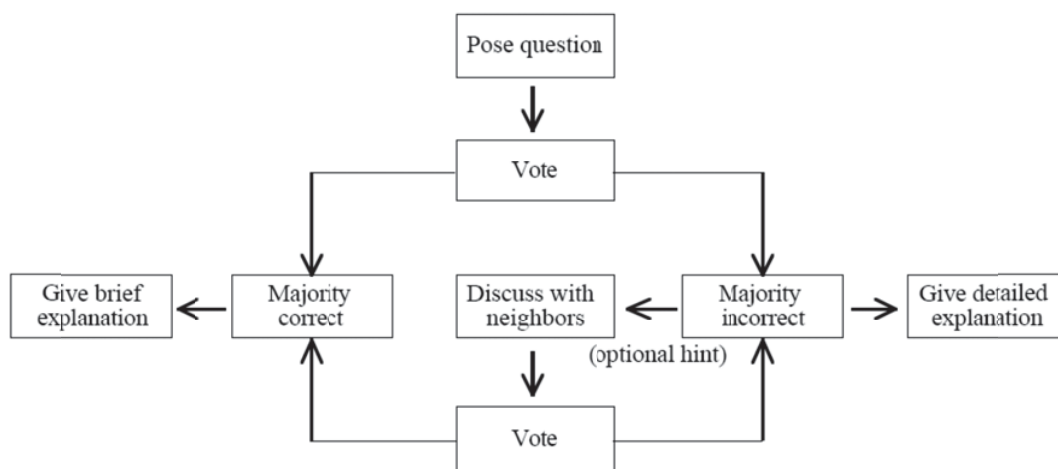 Pose question
Vote
Give brief
explanation
Majority
correct
Discuss with
neighbors
Majority
incorrect
Give detailed
explanation
(optional hint)
Vote